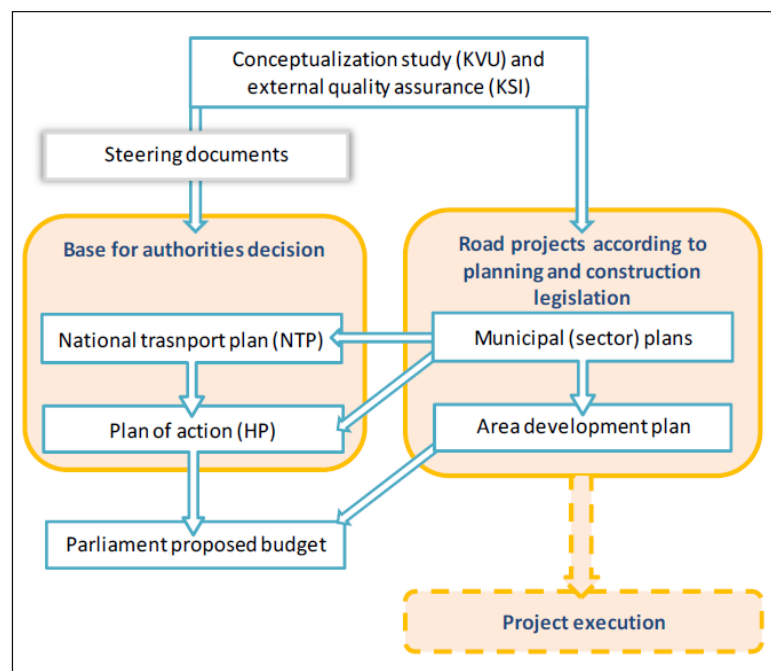 Conceptualization study (KVU) and
external quality assurance (KSI)
Steering documents
Base for authorities decision
Road projects according to
planning and construction
legislation
National trasnport plan (NTP)
Municipal (sector) plans
Plan of action (HP)
Area development plan
Parliament proposed budget
Project execution